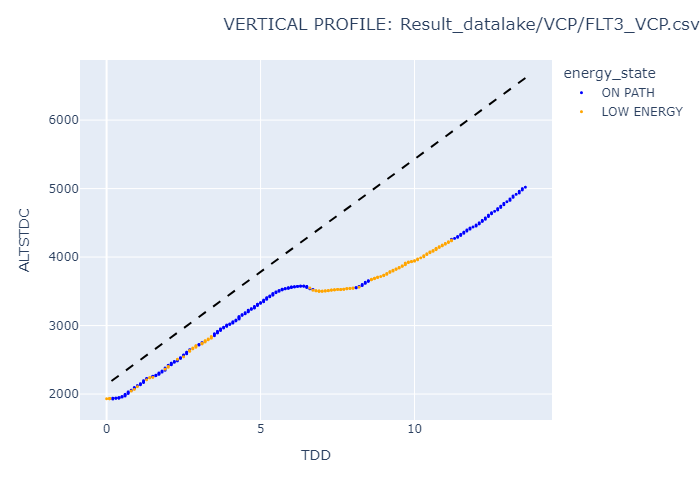 VERTICAL PROFILE: Result_datalake/VCP/FLT3_VCP.csv
energy_state
ON PATH
LOW ENERGY
6000
5000
4000
3000
2000
ALTSTDC
0
5
10
TDD